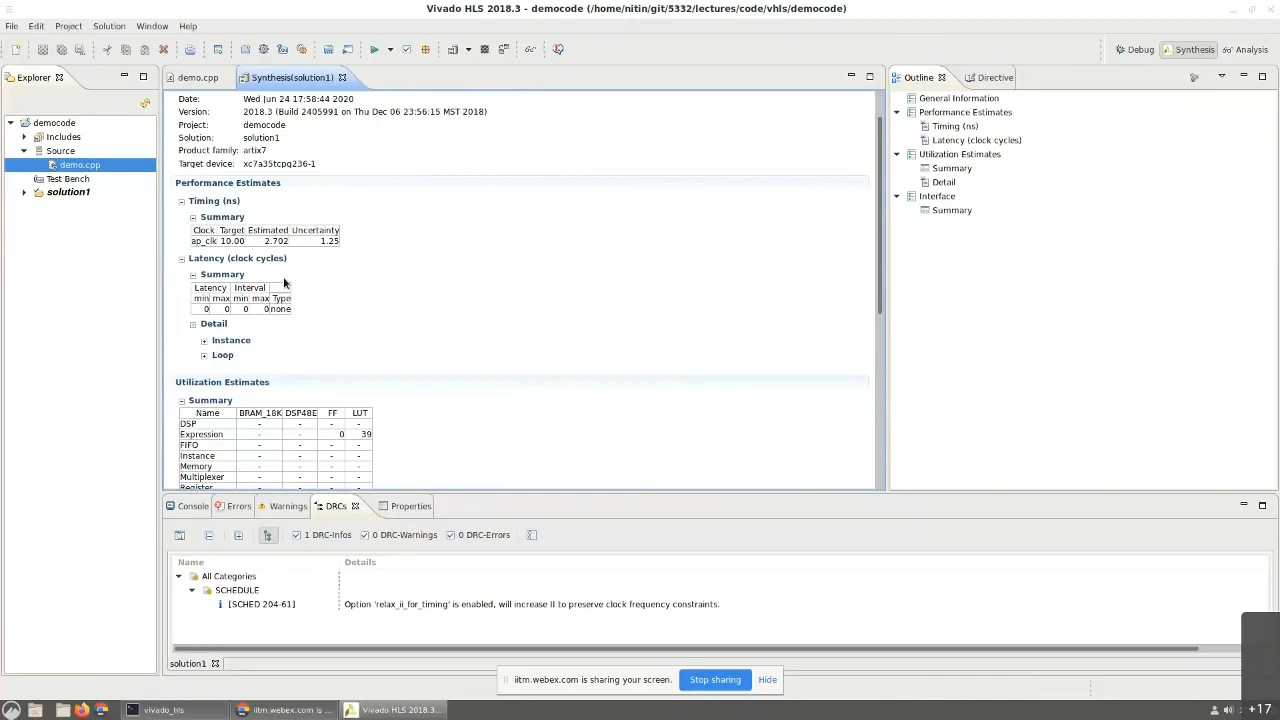 Vivado HLS 2018.3 - democode (/home/nitin/git/5332/lectures/code/vhls/democode)
File Edit Project Solution Window Help
Debug Synthesis Analysis
Explorer
democode
Includes
Source
demo.cpp
Test Bench
solution1
demo.cpp Synthesis(solution1)
Date: Wed Jun 24 17:58:44 2020
Version: 2018.3 (Build 2405991 on Thu Dec 06 23:56:15 MST 2018)
Project: democode
Solution: solution1
Product family: artix7
Target device: xc7a35tcpg236-1
Performance Estimates
Timing (ns)
Summary
Clock Target Estimated Uncertainty
ap_clk 10.00 2.702 1.25
Latency (clock cycles)
Summary
Latency Interval
min max min max Type
0 0 0 0 none
Detail
Instance
Loop
Utilization Estimates
Summary
Name BRAM_18K DSP48E FF LUT
DSP - - - -
Expression - - 0 39
FIFO - - - -
Instance - - - -
Memory - - - -
Multiplexer - - - -
Register
Outline Directive
General Information
Performance Estimates
Timing (ns)
Latency (clock cycles)
Utilization Estimates
Summary
Detail
Interface
Summary
Console Errors Warnings DRCs Properties
1 DRC-Infos 0 DRC-Warnings 0 DRC-Errors
Name Details
All Categories
SCHEDULE
[SCHED 204-61] Option 'relax_ii_for_timing' is enabled, will increase II to preserve clock frequency constraints.
solution1
iitm.webex.com is sharing your screen. Stop sharing Hide
vivado_hls iitm.webex.com is ... Vivado HLS 2018.3... +17